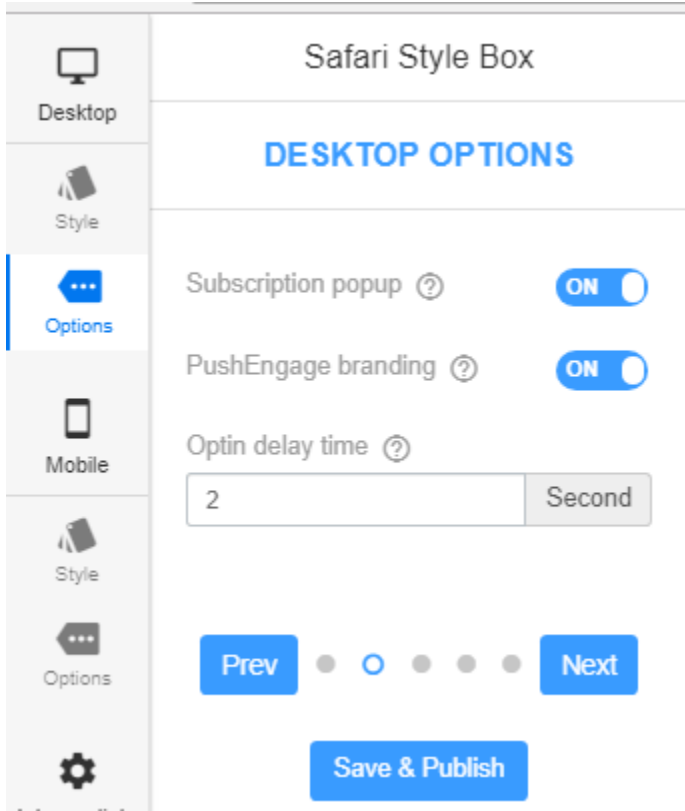 Safari Style Box
Desktop
DESKTOP OPTIONS
Style
Options
Subscription popup
ON
PushEngage branding
ON
Mobile
Optin delay time
2
Second
Style
Options
Prev
Next
Save & Publish